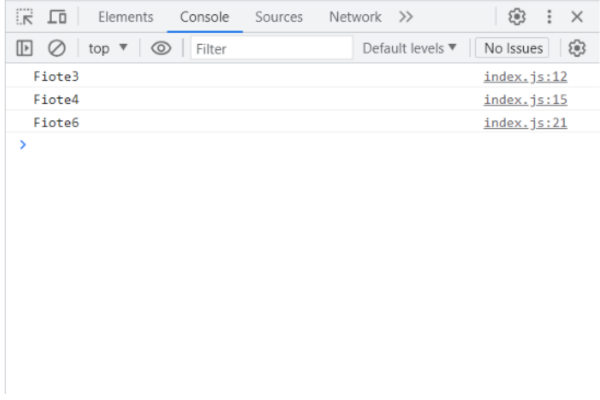 Elements Console Sources Network
top Filter Default levels No Issues
Fiote3 index.js:12
Fiote4 index.js:15
Fiote6 index.js:21